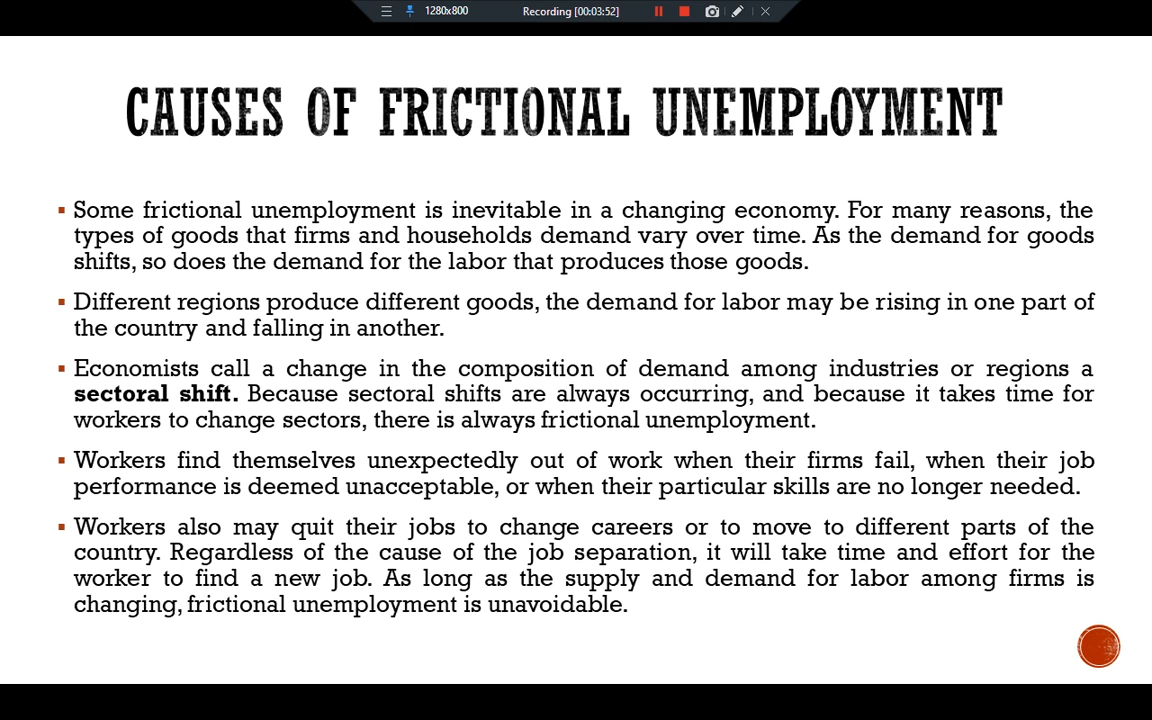 1280x800 Recording [00:03:52]
CAUSES OF FRICTIONAL UNEMPLOYMENT
▪ Some frictional unemployment is inevitable in a changing economy. For many reasons, the
types of goods that firms and households demand vary over time. As the demand for goods
shifts, so does the demand for the labor that produces those goods.
▪ Different regions produce different goods, the demand for labor may be rising in one part of
the country and falling in another.
▪ Economists call a change in the composition of demand among industries or regions a
sectoral shift. Because sectoral shifts are always occurring, and because it takes time for
workers to change sectors, there is always frictional unemployment.
▪ Workers find themselves unexpectedly out of work when their firms fail, when their job
performance is deemed unacceptable, or when their particular skills are no longer needed.
▪ Workers also may quit their jobs to change careers or to move to different parts of the
country. Regardless of the cause of the job separation, it will take time and effort for the
worker to find a new job. As long as the supply and demand for labor among firms is
changing, frictional unemployment is unavoidable.